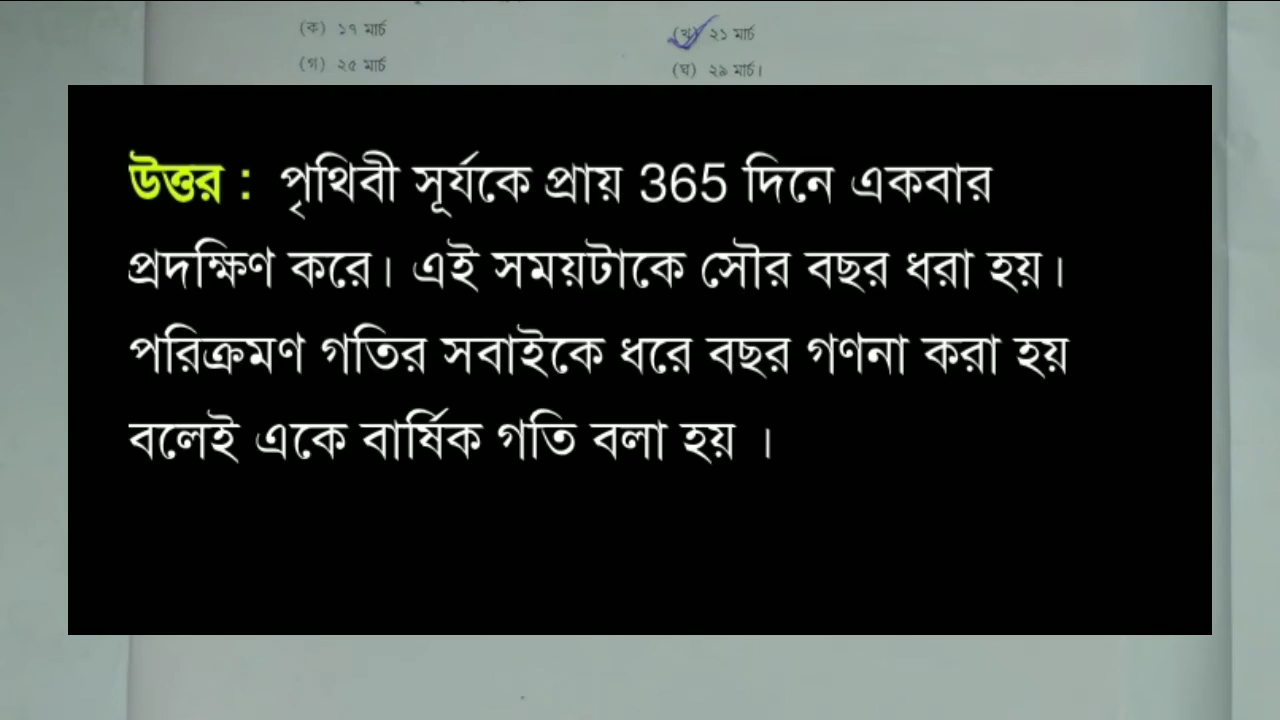 (ক) ১৭ মার্চ
(খ) ২১ মার্চ
(গ) ২৫ মার্চ
(ঘ) ২৯ মার্চ।
উত্তর : পৃথিবী সূর্যকে প্রায় 365 দিনে একবার
প্রদক্ষিণ করে। এই সময়টাকে সৌর বছর ধরা হয়।
পরিক্রমণ গতির সবাইকে ধরে বছর গণনা করা হয়
বলেই একে বার্ষিক গতি বলা হয় ।